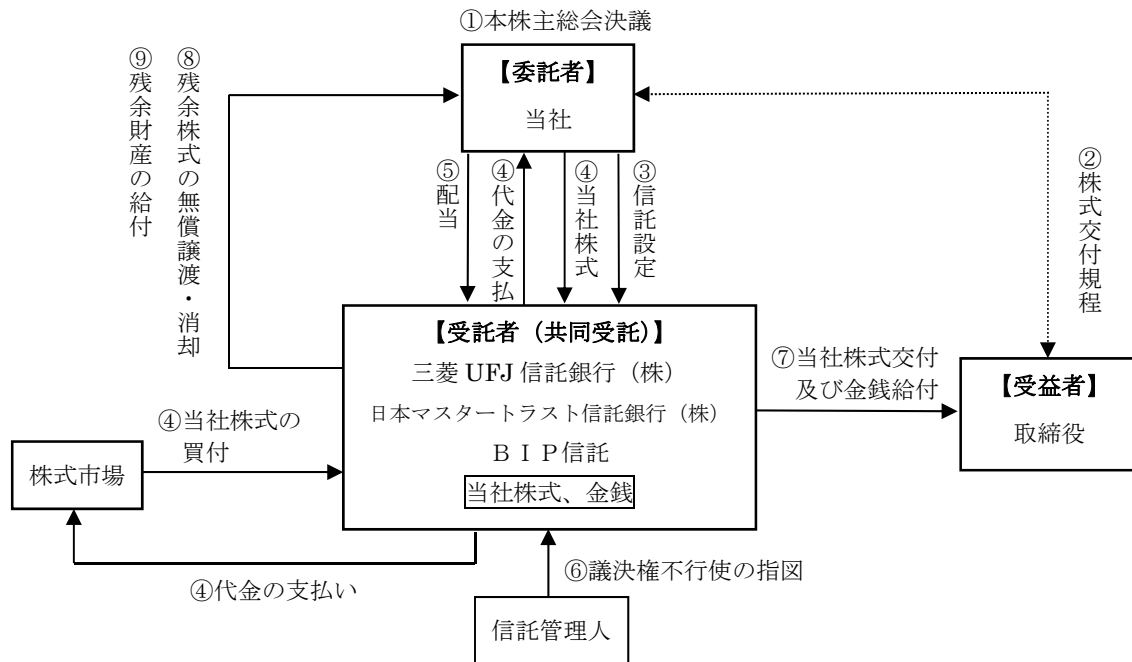 ①本株主総会決議
【委託者】
当社
⑨残余財産の給付
⑧残余株式の無償譲渡・消却
⑤配当
④代金の支払
④当社株式
③信託設定
②株式交付規程
【受託者（共同受託）】
三菱 UFJ 信託銀行（株）
日本マスタートラスト信託銀行（株）
ＢＩＰ信託
当社株式、金銭
⑦当社株式交付
及び金銭給付
【受益者】
取締役
④当社株式の
買付
株式市場
④代金の支払い
⑥議決権不行使の指図
信託管理人